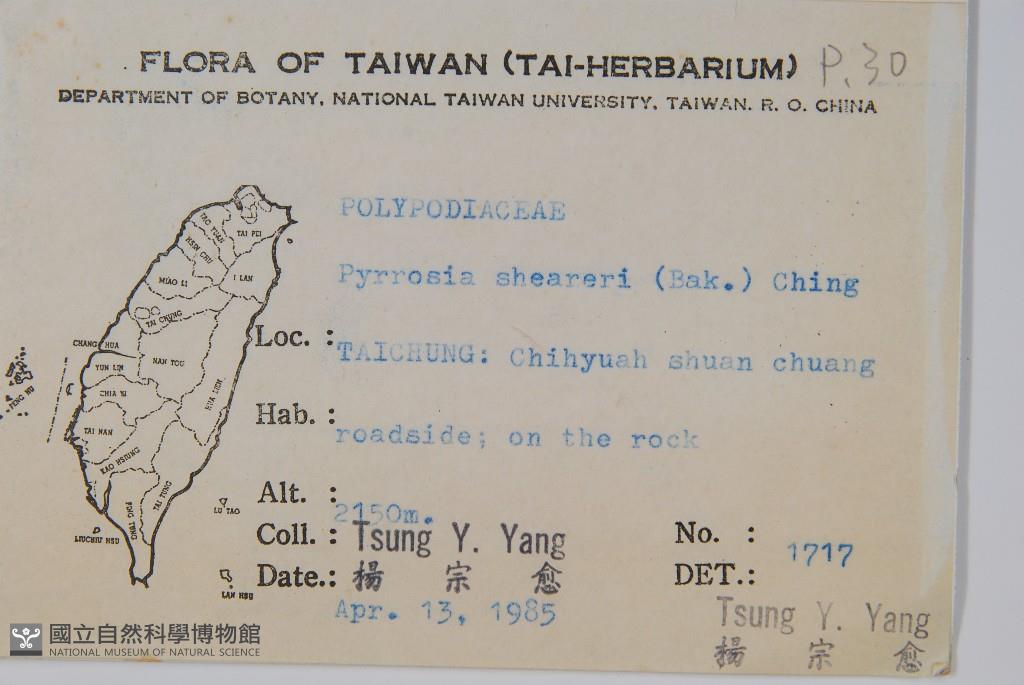 FLORA OF TAIWAN (TAI-HERBARIUM) P.30
DEPARTMENT OF BOTANY, NATIONAL TAIWAN UNIVERSITY, TAIWAN. R. O. CHINA
POLYPODIACEAE
Pyrrosia sheareri (Bak.) Ching
Loc. :
TAICHUNG: Chihyuah shuan chuang
Hab. :
roadside; on the rock
Alt. :
2150m.
Coll. : Tsung Y. Yang
No. : 1717
Date.: 楊 宗 愈
DET.:
Apr. 13, 1985
Tsung Y. Yang
楊 宗 愈
TAO YUAN
TAI PEI
HSIN CHU
I LAN
MIAO LI
TAI CHUNG
CHANG HUA
NAN TOU
YUN LIN
HUA LIEN
CHIA YI
PENG HU
TAI NAN
KAO HSIUNG
TAI TUNG
PING TUNG
LU TAO
LIUCHIU HSU
LAN HSU
國立自然科學博物館
NATIONAL MUSEUM OF NATURAL SCIENCE